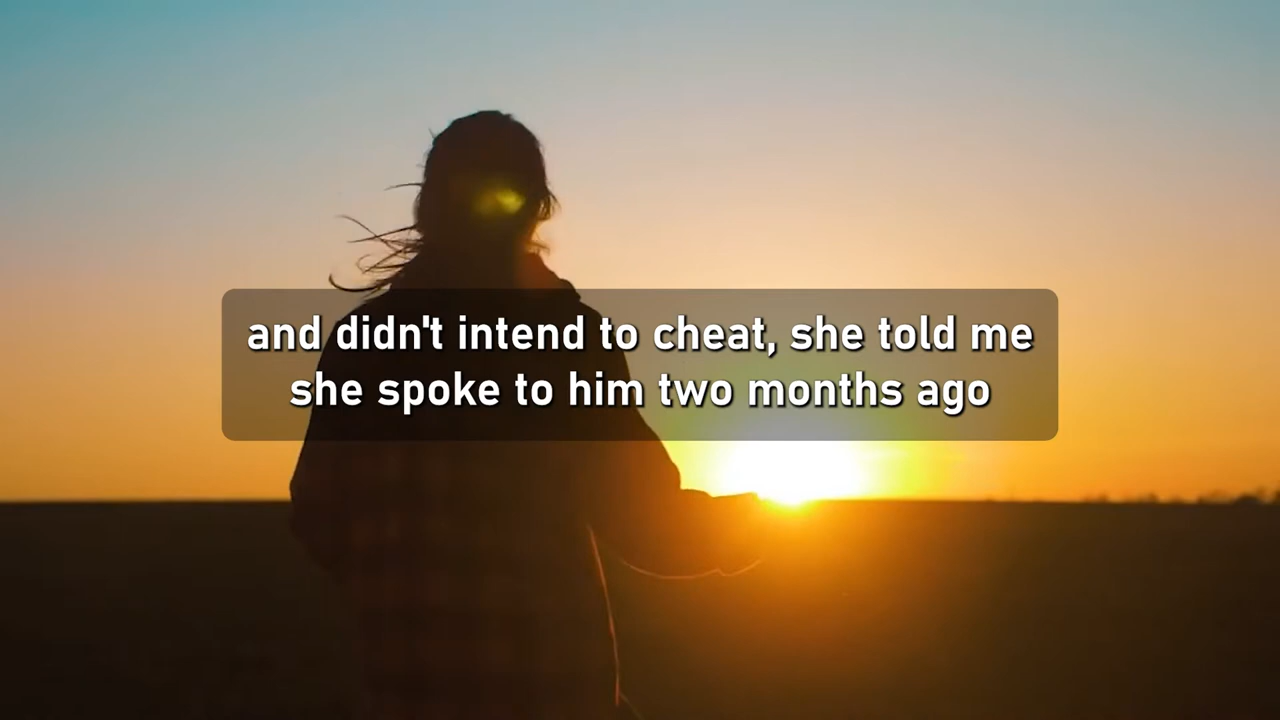 and didn't intend to cheat, she told me
she spoke to him two months ago